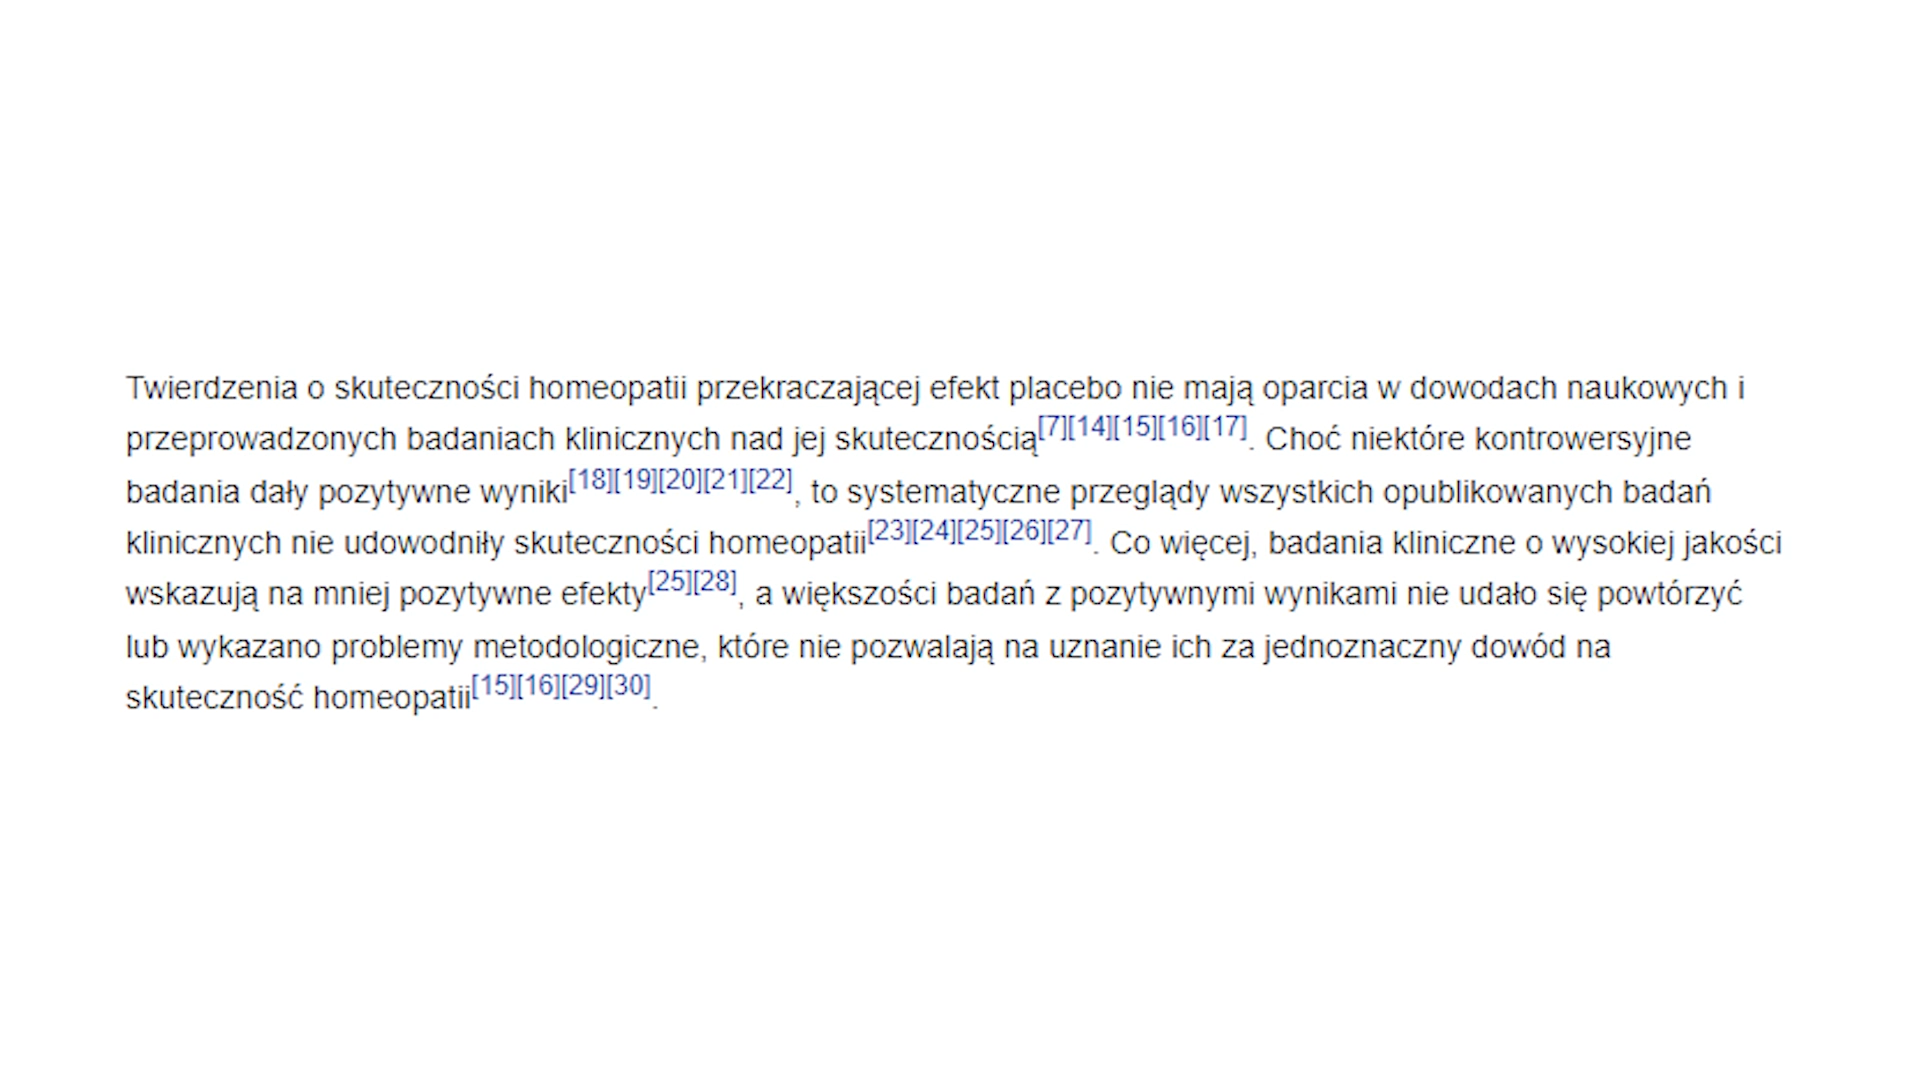 Twierdzenia o skuteczności homeopatii przekraczającej efekt placebo nie mają oparcia w dowodach naukowych i
przeprowadzonych badaniach klinicznych nad jej skutecznością[7][14][15][16][17]. Choć niektóre kontrowersyjne
badania dały pozytywne wyniki[18][19][20][21][22], to systematyczne przeglądy wszystkich opublikowanych badań
klinicznych nie udowodniły skuteczności homeopatii[23][24][25][26][27]. Co więcej, badania kliniczne o wysokiej jakości
wskazują na mniej pozytywne efekty[25][28], a większości badań z pozytywnymi wynikami nie udało się powtórzyć
lub wykazano problemy metodologiczne, które nie pozwalają na uznanie ich za jednoznaczny dowód na
skuteczność homeopatii[15][16][29][30].